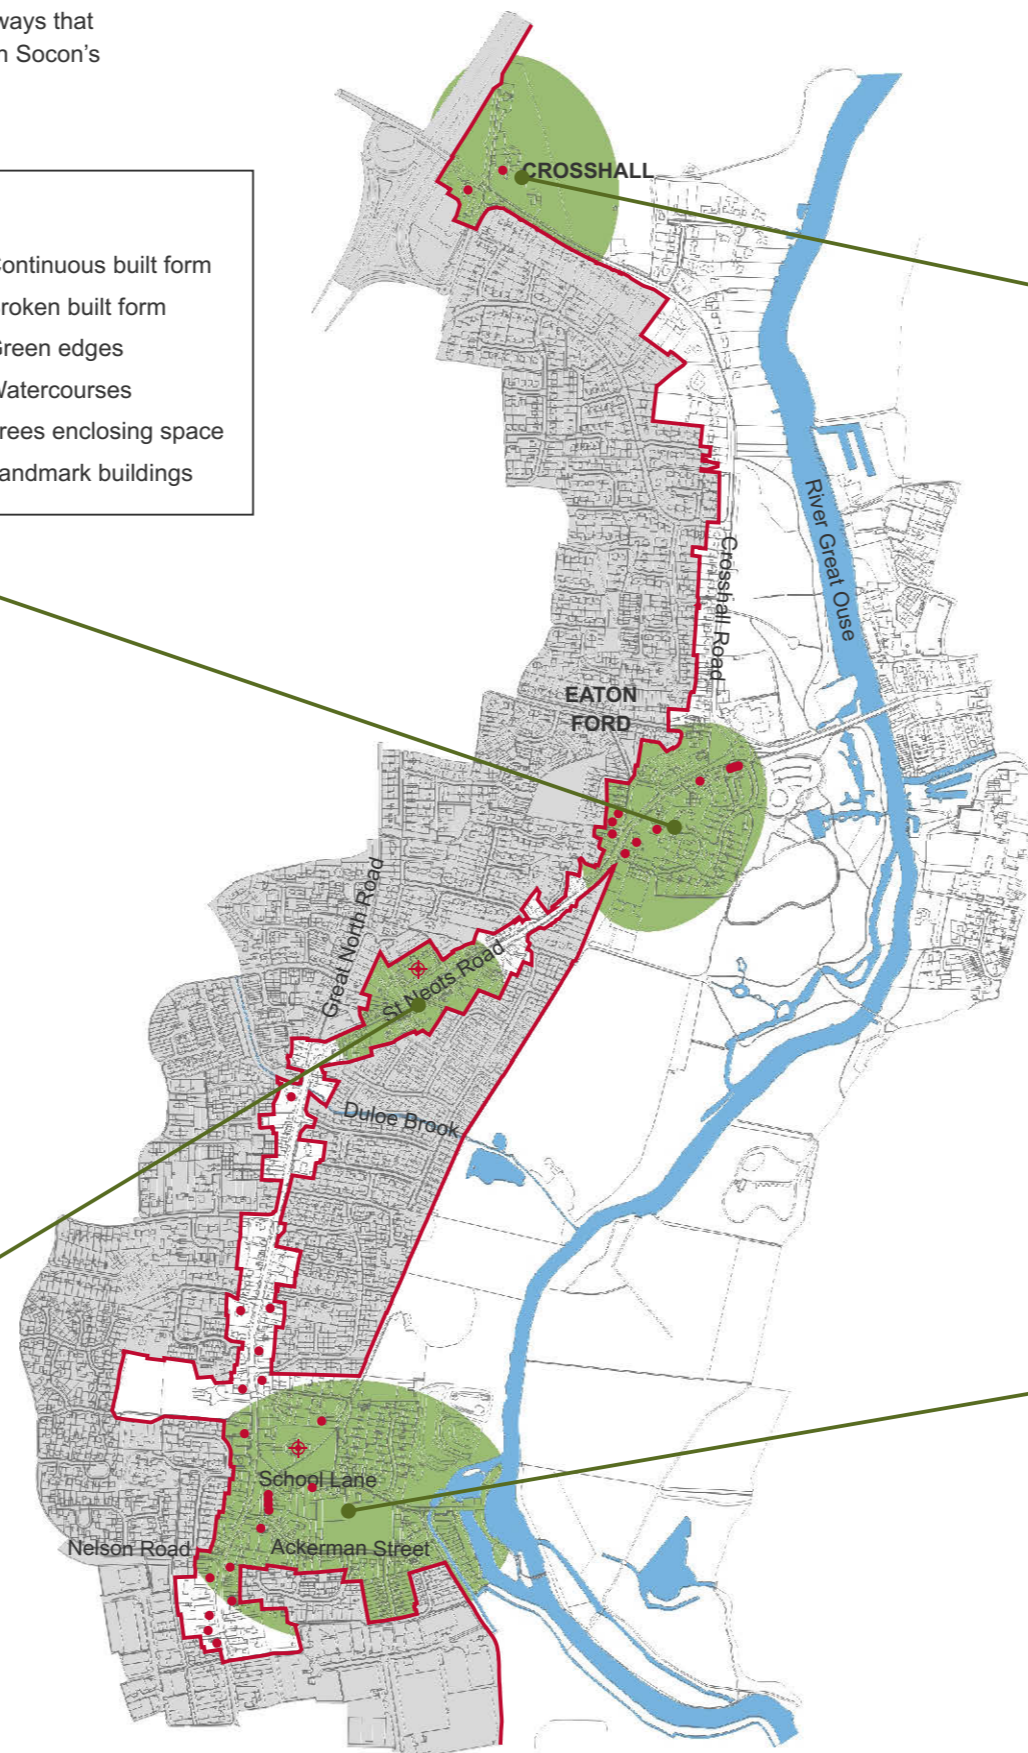 ways that
n Socon's
Continuous built form
roken built form
Green edges
Watercourses
rees enclosing space
andmark buildings
CROSSHALL
River Great Ouse
Crosshall Road
EATON
FORD
Great North Road
St Neots Road
Duloe Brook
School Lane
Nelson Road
Ackerman Street